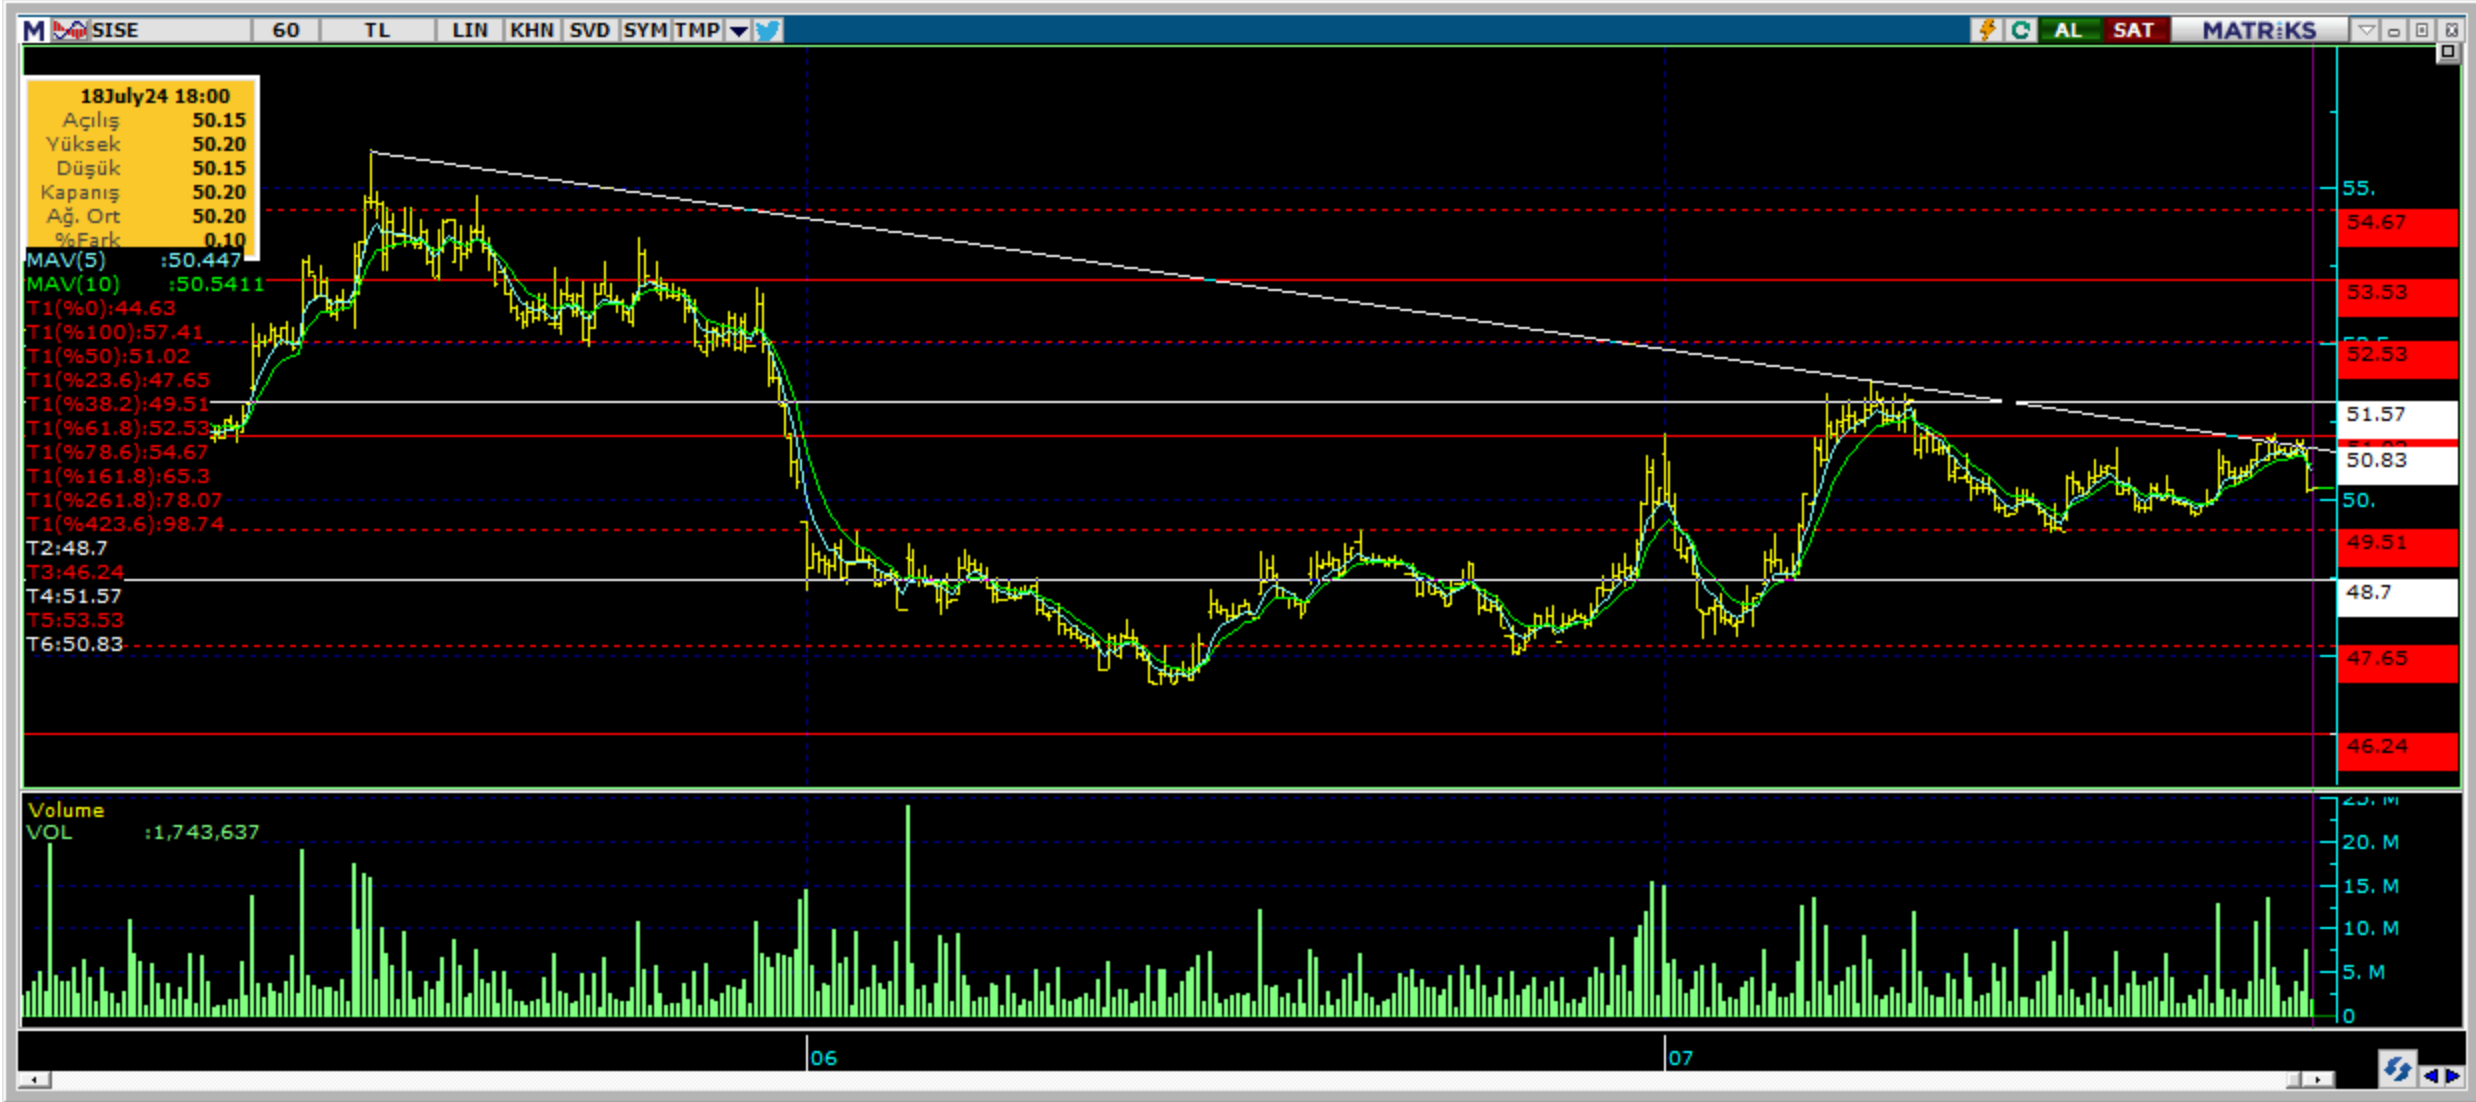 M SISE 60 TL LIN KHN SVD SYM TMP AL SAT MATRiKS
18July24 18:00
Açılış 50.15
Yüksek 50.20
Düşük 50.15
Kapanış 50.20
Ağ. Ort 50.20
%Fark 0.10
MAV(5) :50.447
MAV(10) :50.5411
T1(%0):44.63
T1(%100):57.41
T1(%50):51.02
T1(%23.6):47.65
T1(%38.2):49.51
T1(%61.8):52.53
T1(%78.6):54.67
T1(%161.8):65.3
T1(%261.8):78.07
T1(%423.6):98.74
T2:48.7
T3:46.24
T4:51.57
T5:53.53
T6:50.83
55.
54.67
53.53
52.53
51.57
50.83
50.
49.51
48.7
47.65
46.24
Volume
VOL :1,743,637
25. M
20. M
15. M
10. M
5. M
0
06
07